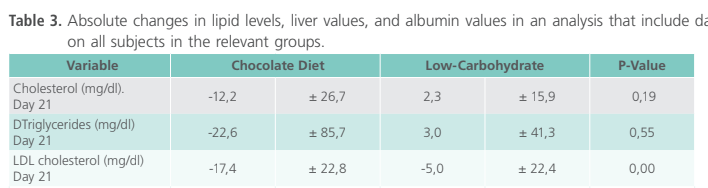 Table 3. Absolute changes in lipid levels, liver values, and albumin values in an analysis that include da
on all subjects in the relevant groups.
Variable Chocolate Diet Low-Carbohydrate P-Value
Cholesterol (mg/dl).
Day 21 -12,2 ± 26,7 2,3 ± 15,9 0,19
DTriglycerides (mg/dl)
Day 21 -22,6 ± 85,7 3,0 ± 41,3 0,55
LDL cholesterol (mg/dl)
Day 21 -17,4 ± 22,8 -5,0 ± 22,4 0,00